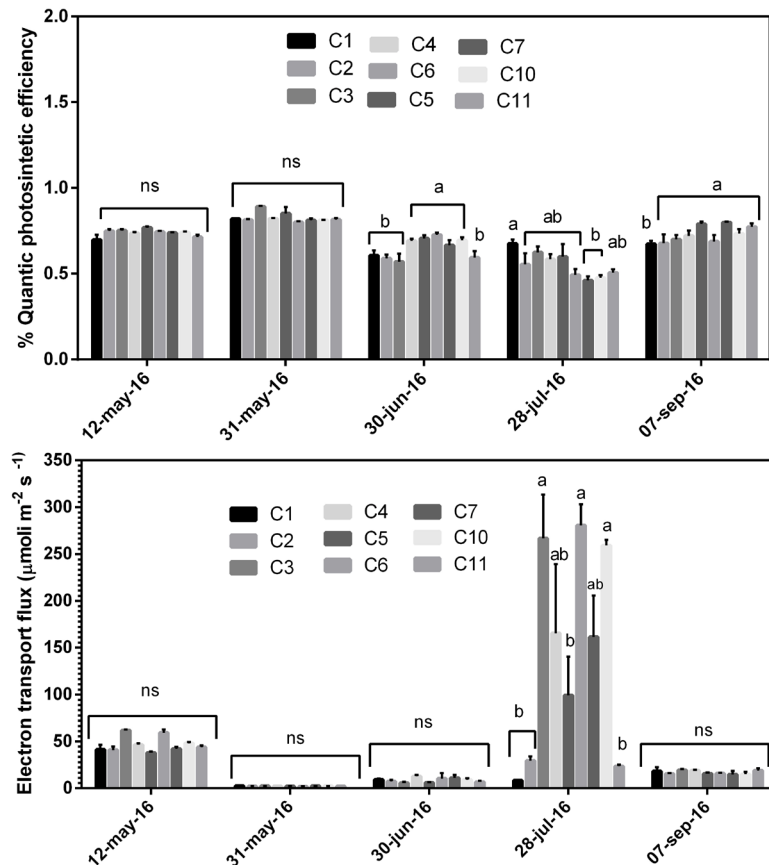 % Quantic photosintetic efficiency
2.0
1.5
1.0
0.5
0.0
C1 C4 C7
C2 C6 C10
C3 C5 C11
ns
ns
b
a
b
a
ab
b
ab
b
a
12-may-16
31-may-16
30-jun-16
28-jul-16
07-sep-16
Electron transport flux (μmoli m⁻² s⁻¹)
350
300
250
200
150
100
50
0
C1 C4 C7
C2 C5 C10
C3 C6 C11
ns
ns
ns
b
a
ab
b
a
ab
a
b
ns
12-may-16
31-may-16
30-jun-16
28-jul-16
07-sep-16